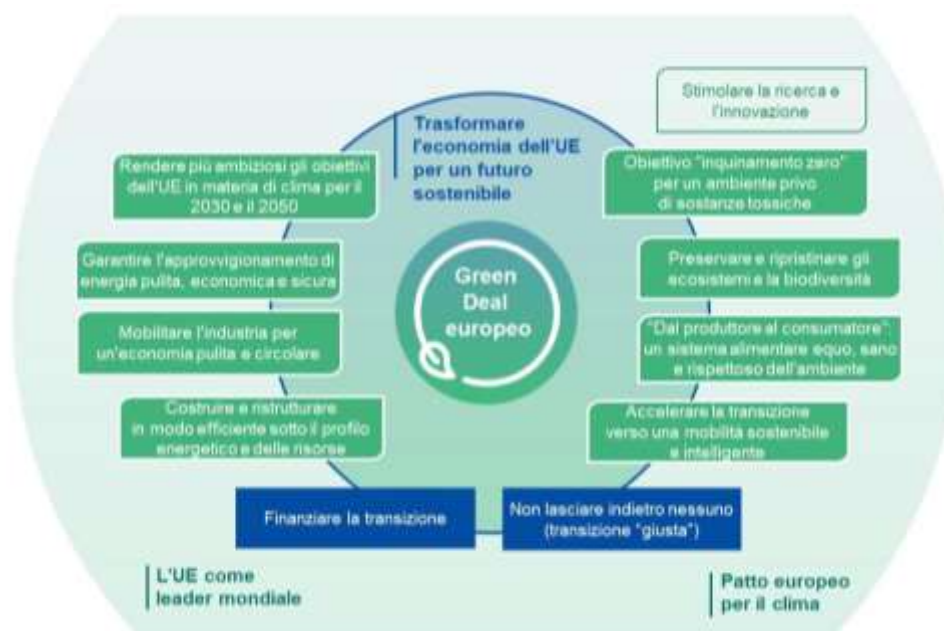 Stimolare la ricerca e
l'innovazione
Trasformare
l'economia dell'UE
per un futuro
sostenibile
Rendere più ambiziosi gli obiettivi
dell'UE in materia di clima per il
2030 e il 2050
Obiettivo "inquinamento zero"
per un ambiente privo
di sostanze tossiche
Garantire l'approvvigionamento di
energia pulita, economica e sicura
Preservare e ripristinare gli
ecosistemi e la biodiversità
Green
Deal
europeo
Mobilitare l'industria per
un'economia pulita e circolare
"Dal produttore al consumatore":
un sistema alimentare equo, sano
e rispettoso dell'ambiente
Costruire e ristrutturare
in modo efficiente sotto il profilo
energetico e delle risorse
Accelerare la transizione
verso una mobilità sostenibile
e intelligente
Finanziare la transizione
Non lasciare indietro nessuno
(transizione "giusta")
L'UE come
leader mondiale
Patto europeo
per il clima